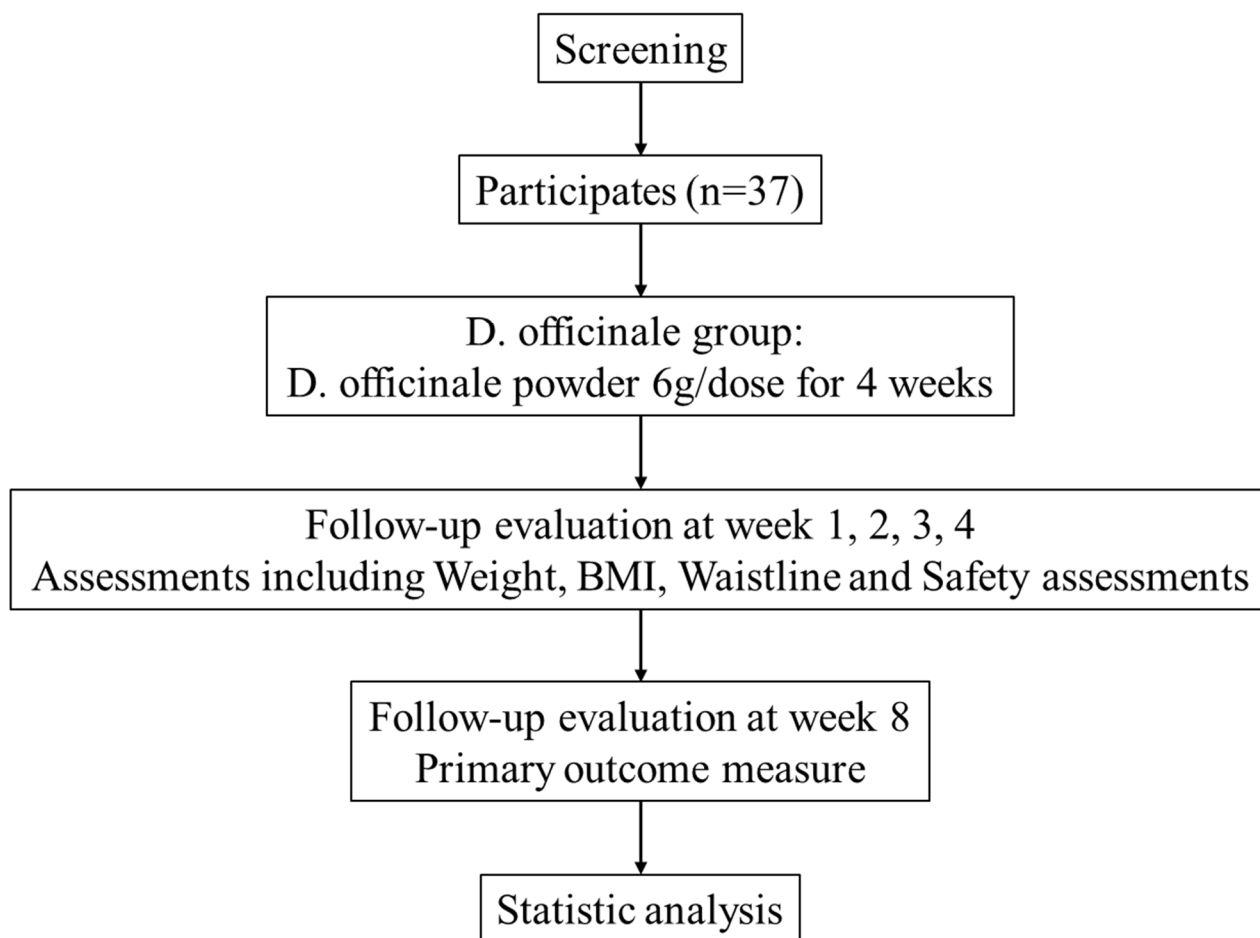 Screening
Participates (n=37)
D. officinale group:
D. officinale powder 6g/dose for 4 weeks
Follow-up evaluation at week 1, 2, 3, 4
Assessments including Weight, BMI, Waistline and Safety assessments
Follow-up evaluation at week 8
Primary outcome measure
Statistic analysis